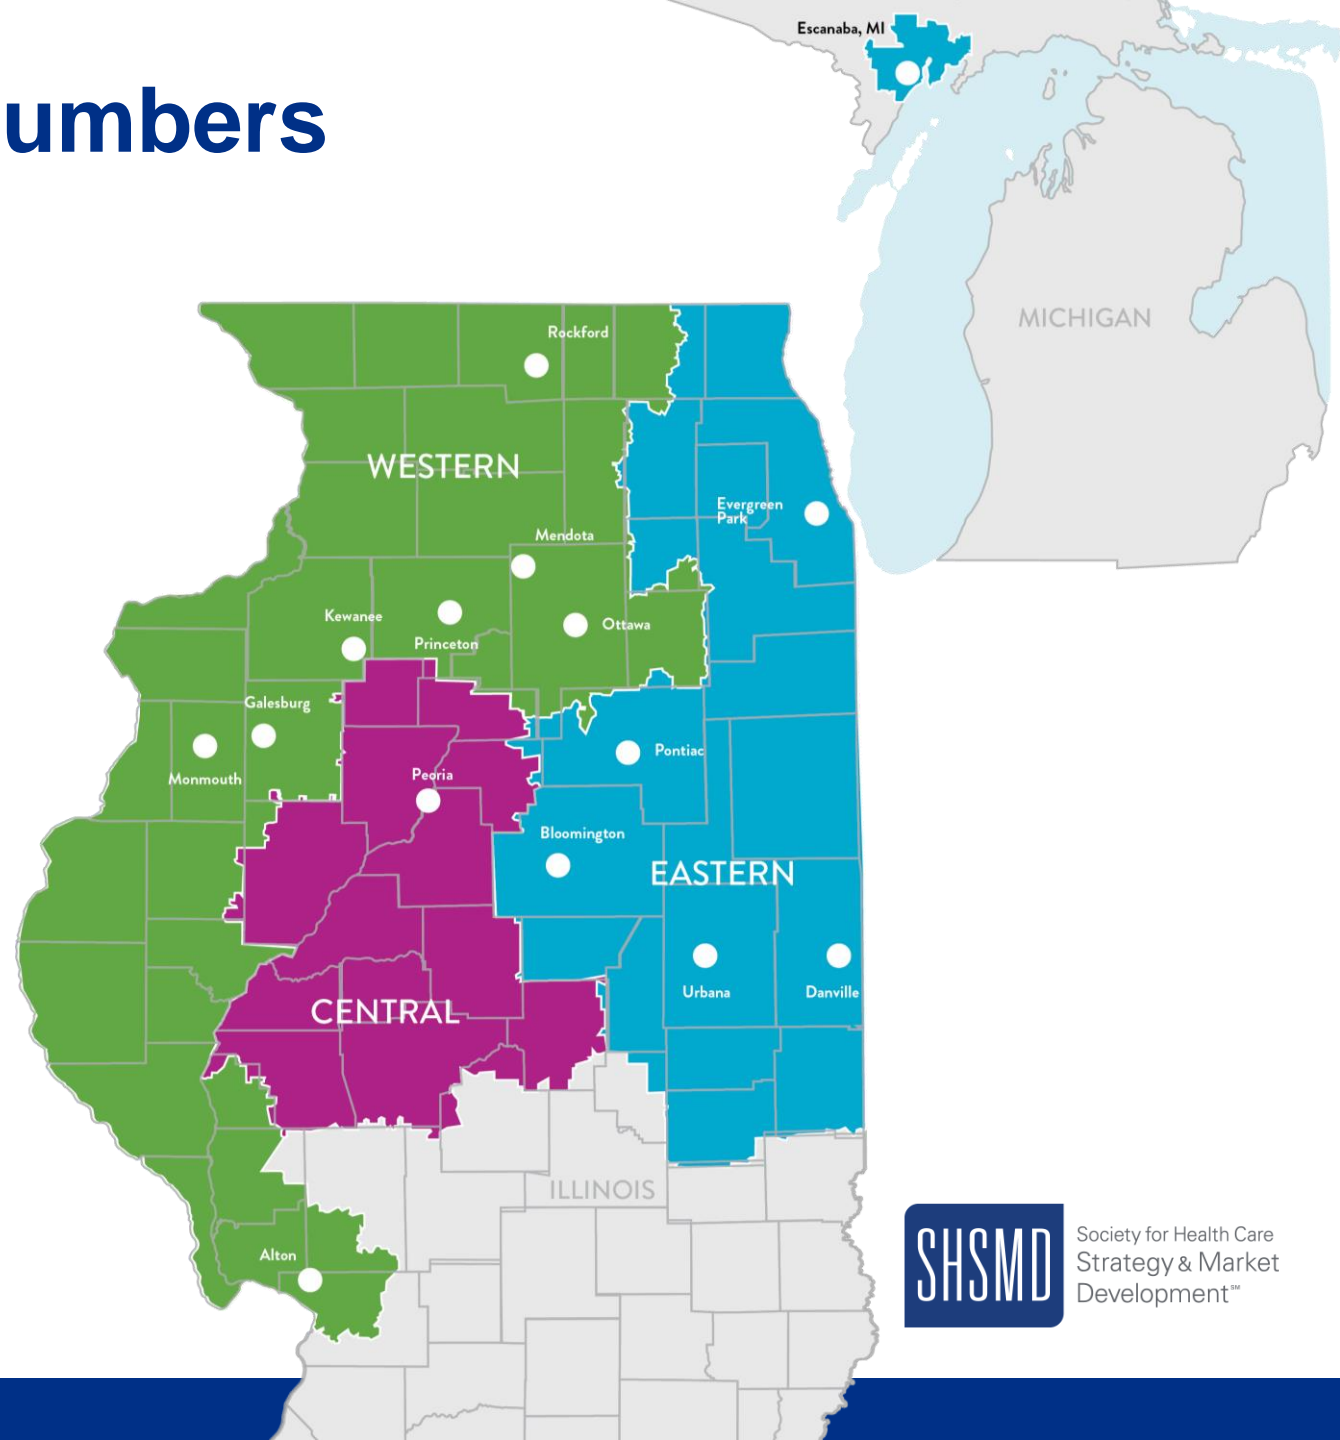 Escanaba, MI
umbers
MICHIGAN
Rockford
WESTERN
Evergreen
Park
Mendota
Kewanee
Princeton
Ottawa
Galesburg
Monmouth
Peoria
Pontiac
Bloomington
EASTERN
Urbana
Danville
CENTRAL
ILLINOIS
Alton
SHSMD
Society for Health Care
Strategy & Market
Development℠